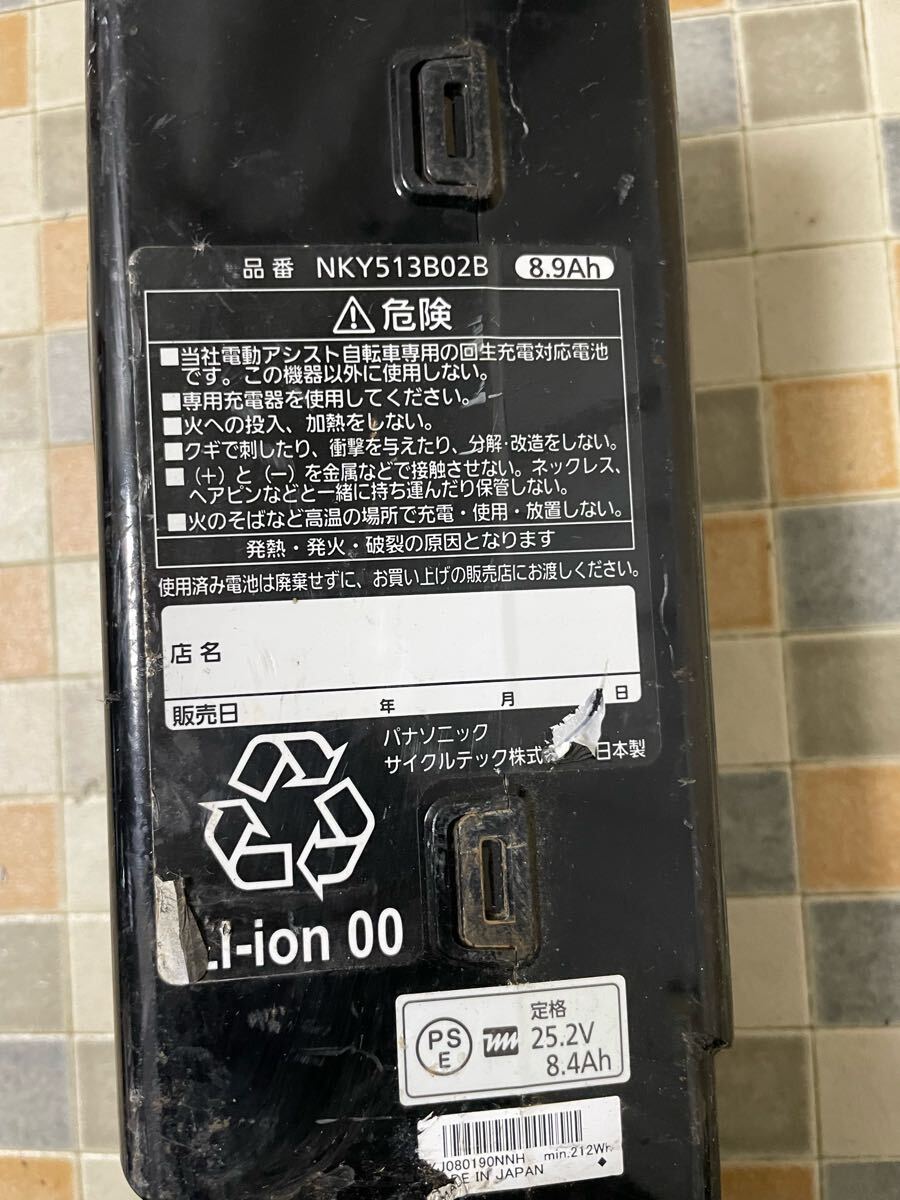 品番 NKY513B02B 8.9Ah
危険
■当社電動アシスト自転車専用の回生充電対応電池
です。この機器以外に使用しない。
■専用充電器を使用してください。
■火への投入、加熱をしない。
■クギで刺したり、衝撃を与えたり、分解・改造をしない。
■(+)と(−)を金属などで接触させない。ネックレス、
ヘアピンなどと一緒に持ち運んだり保管しない。
■火のそばなど高温の場所で充電・使用・放置しない。
発熱・発火・破裂の原因となります
使用済み電池は廃棄せずに、お買い上げの販売店にお渡しください。
店名
販売日 年 月 日
パナソニック
サイクルテック株式 日本製
Li-ion 00
PSE
定格
25.2V
8.4Ah
J080190NNH min.212Wh
IN JAPAN